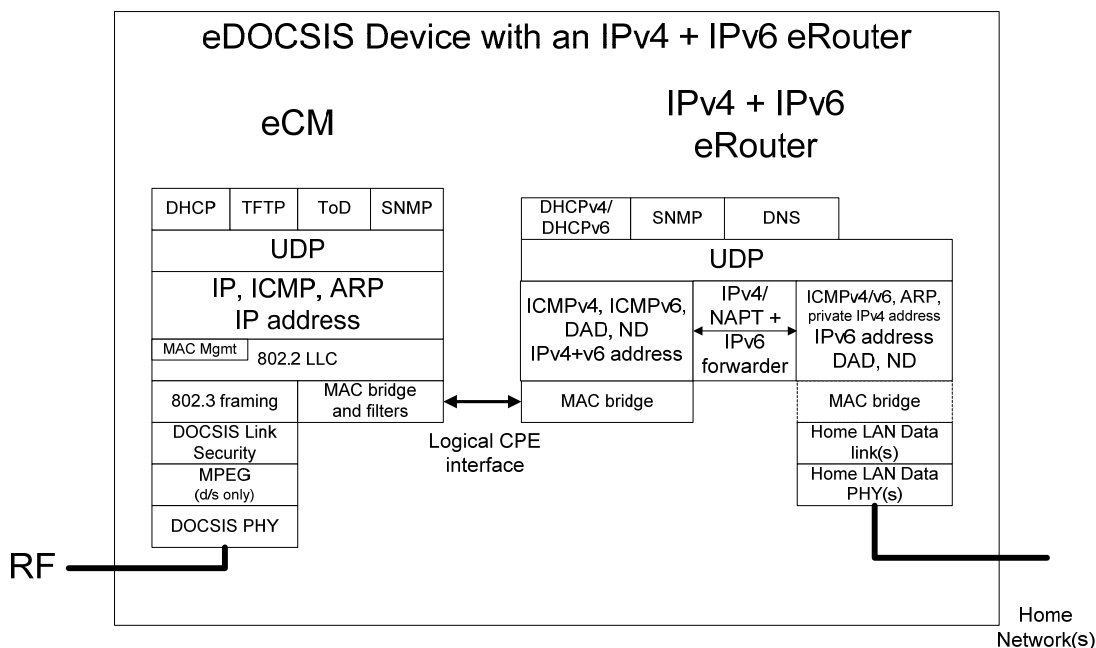 eDOCSIS Device with an IPv4 + IPv6 eRouter
eCM
IPv4 + IPv6
eRouter
DHCP
TFTP
ToD
SNMP
UDP
IP, ICMP, ARP
IP address
MAC Mgmt
802.2 LLC
802.3 framing
MAC bridge
and filters
DOCSIS Link
Security
MPEG
(d/s only)
DOCSIS PHY
RF
Logical CPE
interface
DHCPv4/
DHCPv6
SNMP
DNS
UDP
ICMPv4, ICMPv6,
DAD, ND
IPv4+v6 address
IPv4/
NAPT +
IPv6
forwarder
ICMPv4/v6, ARP,
private IPv4 address
IPv6 address
DAD, ND
MAC bridge
MAC bridge
Home LAN Data
link(s)
Home LAN Data
PHY(s)
Home
Network(s)